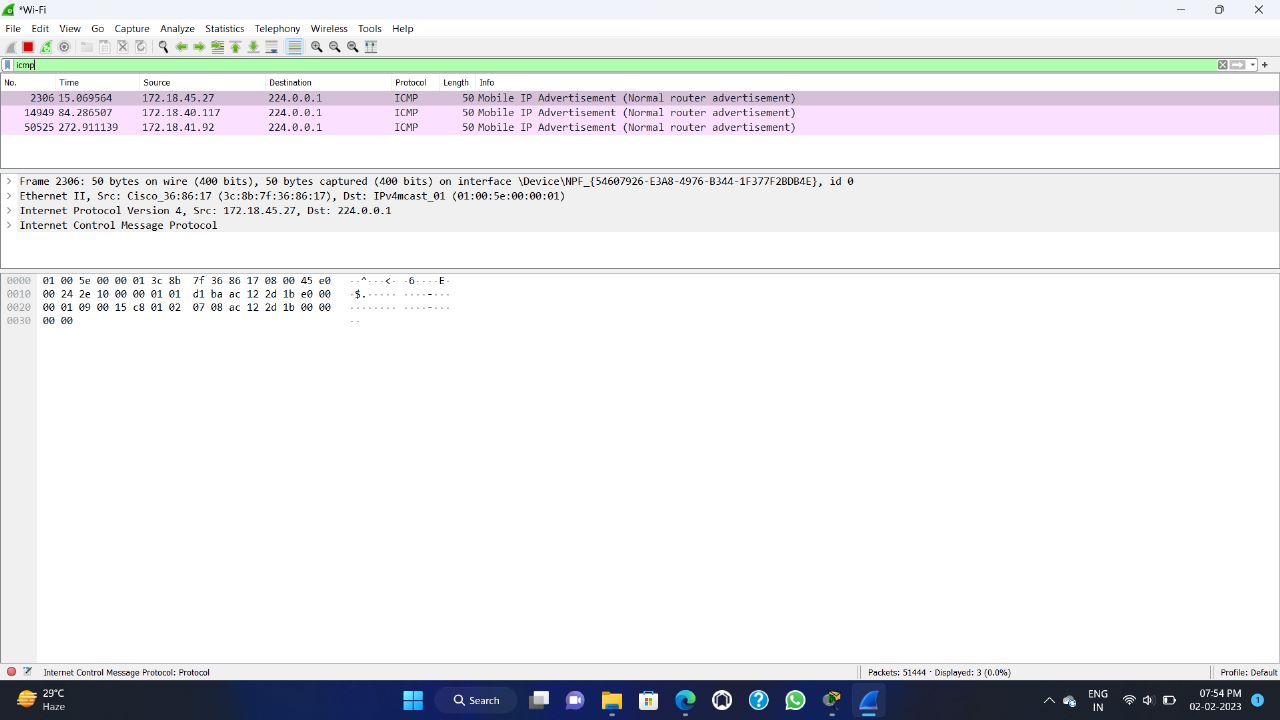 *Wi-Fi
File Edit View Go Capture Analyze Statistics Telephony Wireless Tools Help
icmp
No. Time Source Destination Protocol Length Info
2306 15.069564 172.18.45.27 224.0.0.1 ICMP 50 Mobile IP Advertisement (Normal router advertisement)
14949 84.286507 172.18.40.117 224.0.0.1 ICMP 50 Mobile IP Advertisement (Normal router advertisement)
50525 272.911139 172.18.41.92 224.0.0.1 ICMP 50 Mobile IP Advertisement (Normal router advertisement)
Frame 2306: 50 bytes on wire (400 bits), 50 bytes captured (400 bits) on interface \Device\NPF_{54607926-E3A8-4976-B344-1F377F2BDB4E}, id 0
Ethernet II, Src: Cisco_36:86:17 (3c:8b:7f:36:86:17), Dst: IPv4mcast_01 (01:00:5e:00:00:01)
Internet Protocol Version 4, Src: 172.18.45.27, Dst: 224.0.0.1
Internet Control Message Protocol
0000 01 00 5e 00 00 01 3c 8b 7f 36 86 17 08 00 45 e0 ··^···<· ·6····E·
0010 00 24 2e 10 00 00 01 01 d1 ba ac 12 2d 1b e0 00 ·$.····· ····-···
0020 00 01 09 00 15 c8 01 02 07 08 ac 12 2d 1b 00 00 ········ ····-···
0030 00 00 ··
Internet Control Message Protocol: Protocol Packets: 51444 · Displayed: 3 (0.0%) Profile: Default
29°C
Haze
Search
ENG
IN
07:54 PM
02-02-2023
1